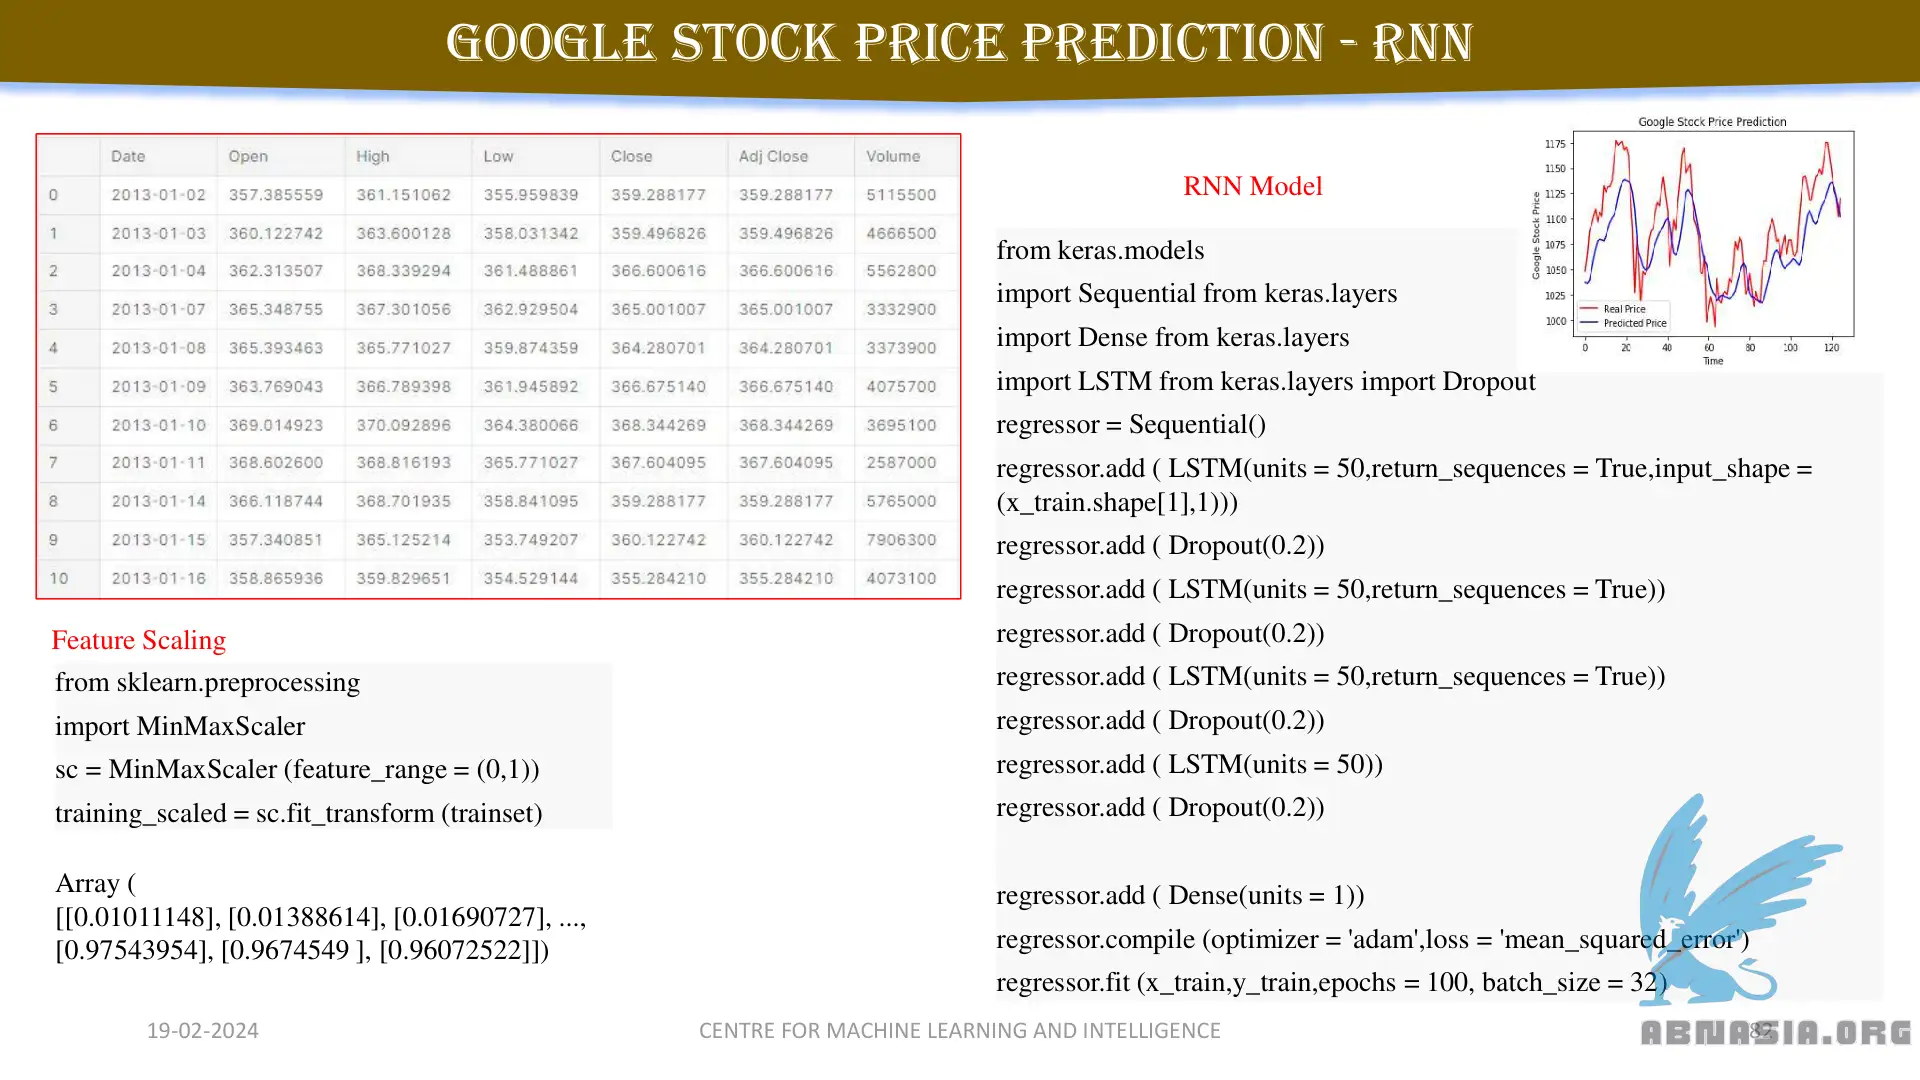 GOOGLE STOCK PRICE PREDICTION - RNN
Date Open High Low Close Adj Close Volume
0 2013-01-02 357.385559 361.151062 355.959839 359.288177 359.288177 5115500
1 2013-01-03 360.122742 363.600128 358.031342 359.496826 359.496826 4666500
2 2013-01-04 362.313507 368.339294 361.488861 366.600616 366.600616 5562800
3 2013-01-07 365.348755 367.301056 362.929504 365.001007 365.001007 3332900
4 2013-01-08 365.393463 365.771027 359.874359 364.280701 364.280701 3373900
5 2013-01-09 363.769043 366.789398 361.945892 366.675140 366.675140 4075700
6 2013-01-10 369.014923 370.092896 364.380066 368.344269 368.344269 3695100
7 2013-01-11 368.602600 368.816193 365.771027 367.604095 367.604095 2587000
8 2013-01-14 366.118744 368.701935 358.841095 359.288177 359.288177 5765000
9 2013-01-15 357.340851 365.125214 353.749207 360.122742 360.122742 7906300
10 2013-01-16 358.865936 359.829651 354.529144 355.284210 355.284210 4073100
Feature Scaling
from sklearn.preprocessing
import MinMaxScaler
sc = MinMaxScaler (feature_range = (0,1))
training_scaled = sc.fit_transform (trainset)
Array (
[[0.01011148], [0.01388614], [0.01690727], ...,
[0.97543954], [0.9674549 ], [0.96072522]])
RNN Model
from keras.models
import Sequential from keras.layers
import Dense from keras.layers
import LSTM from keras.layers import Dropout
regressor = Sequential()
regressor.add ( LSTM(units = 50,return_sequences = True,input_shape =
(x_train.shape[1],1)))
regressor.add ( Dropout(0.2))
regressor.add ( LSTM(units = 50,return_sequences = True))
regressor.add ( Dropout(0.2))
regressor.add ( LSTM(units = 50,return_sequences = True))
regressor.add ( Dropout(0.2))
regressor.add ( LSTM(units = 50))
regressor.add ( Dropout(0.2))
regressor.add ( Dense(units = 1))
regressor.compile (optimizer = 'adam',loss = 'mean_squared_error')
regressor.fit (x_train,y_train,epochs = 100, batch_size = 32)
Google Stock Price Prediction
Google Stock Price
1175
1150
1125
1100
1075
1050
1025
1000
Real Price
Predicted Price
0 20 40 60 80 100 120
Time
19-02-2024
CENTRE FOR MACHINE LEARNING AND INTELLIGENCE
82
ABNASIA.ORG